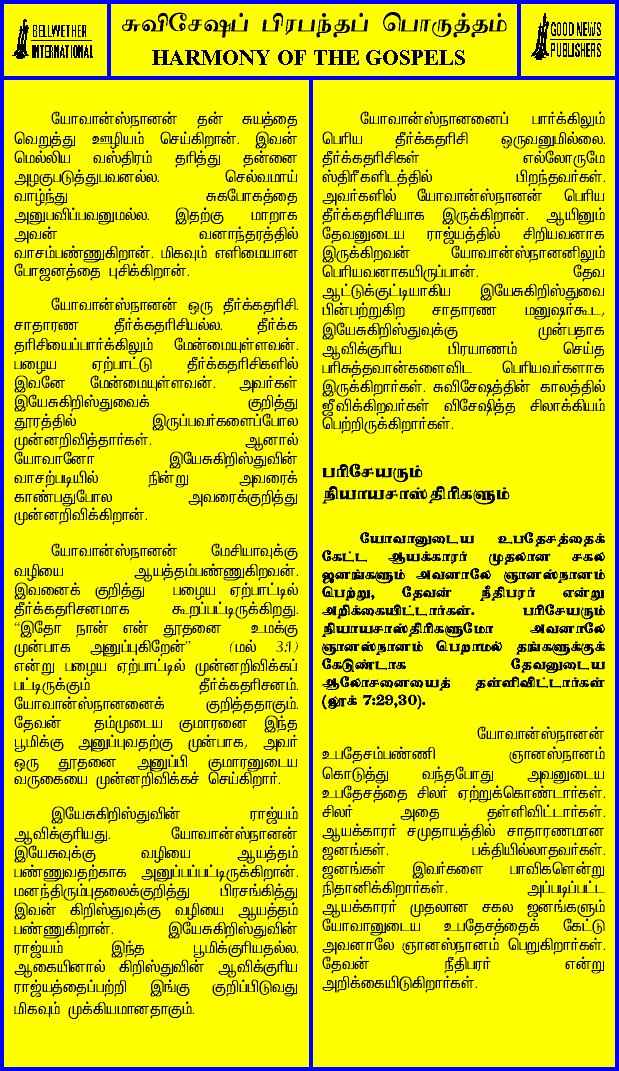 BELLWETHER
INTERNATIONAL
சுவிசேஷப் பிரபந்தப் பொருத்தம்
HARMONY OF THE GOSPELS
GOOD NEWS
PUBLISHERS
யோவான்ஸ்நானன் தன் சுயத்தை
வெறுத்து ஊழியம் செய்கிறான். இவன்
மெல்லிய வஸ்திரம் தரித்து தன்னை
அழகுபடுத்துபவனல்ல. செல்வமாய்
வாழ்ந்து சுகபோகத்தை
அனுபவிப்பவனுமல்ல. இதற்கு மாறாக
அவன் வனாந்தரத்தில்
வாசம்பண்ணுகிறான். மிகவும் எளிமையான
போஜனத்தை புசிக்கிறான்.
யோவான்ஸ்நானன் ஒரு தீர்க்கதரிசி.
சாதாரண தீர்க்கதரிசியல்ல. தீர்க்க
தரிசியைப்பார்க்கிலும் மேன்மையுள்ளவன்.
பழைய ஏற்பாட்டு தீர்க்கதரிசிகளில்
இவனே மேன்மையுள்ளவன். அவர்கள்
இயேசுகிறிஸ்துவைக் குறித்து
தூரத்தில் இருப்பவர்களைப்போல
முன்னறிவித்தார்கள். ஆனால்
யோவானோ இயேசுகிறிஸ்துவின்
வாசற்படியில் நின்று அவரைக்
காண்பதுபோல அவரைக்குறித்து
முன்னறிவிக்கிறான்.
யோவான்ஸ்நானன் மேசியாவுக்கு
வழியை ஆயத்தம்பண்ணுகிறவன்.
இவனைக் குறித்து பழைய ஏற்பாட்டில்
தீர்க்கதரிசனமாக கூறப்பட்டிருக்கிறது.
“இதோ நான் என் தூதனை உமக்கு
முன்பாக அனுப்புகிறேன்” (மல் 3:1)
என்று பழைய ஏற்பாட்டில் முன்னறிவிக்கப்
பட்டிருக்கும் தீர்க்கதரிசனம்.
யோவான்ஸ்நானனைக் குறித்ததாகும்.
தேவன் தம்முடைய குமாரனை இந்த
பூமிக்கு அனுப்புவதற்கு முன்பாக, அவர்
ஒரு தூதனை அனுப்பி குமாரனுடைய
வருகையை முன்னறிவிக்கச் செய்கிறார்.
இயேசுகிறிஸ்துவின் ராஜ்யம்
ஆவிக்குரியது. யோவான்ஸ்நானன்
இயேசுவுக்கு வழியை ஆயத்தம்
பண்ணுவதற்காக அனுப்பப்பட்டிருக்கிறான்.
மனந்திரும்புதலைக்குறித்து பிரசங்கித்து
இவன் கிறிஸ்துவுக்கு வழியை ஆயத்தம்
பண்ணுகிறான். இயேசுகிறிஸ்துவின்
ராஜ்யம் இந்த பூமிக்குரியதல்ல.
ஆகையினால் கிறிஸ்துவின் ஆவிக்குரிய
ராஜ்யத்தைப்பற்றி இங்கு குறிப்பிடுவது
மிகவும் முக்கியமானதாகும்.
யோவான்ஸ்நானனைப் பார்க்கிலும்
பெரிய தீர்க்கதரிசி ஒருவனுமில்லை.
தீர்க்கதரிசிகள் எல்லோருமே
ஸ்திரீகளிடத்தில் பிறந்தவர்கள்.
அவர்களில் யோவான்ஸ்நானன் பெரிய
தீர்க்கதரிசியாக இருக்கிறான். ஆயினும்
தேவனுடைய ராஜ்யத்தில் சிறியவனாக
இருக்கிறவன் யோவான்ஸ்நானனிலும்
பெரியவனாகயிருப்பான். தேவ
ஆட்டுக்குட்டியாகிய இயேசுகிறிஸ்துவை
பின்பற்றுகிற சாதாரண மனுஷர்கூட,
இயேசுகிறிஸ்துவுக்கு முன்பதாக
ஆவிக்குரிய பிரயாணம் செய்த
பரிசுத்தவான்களைவிட பெரியவர்களாக
இருக்கிறார்கள். சுவிசேஷத்தின் காலத்தில்
ஜீவிக்கிறவர்கள் விசேஷித்த சிலாக்கியம்
பெற்றிருக்கிறார்கள்.
பரிசேயரும்
நியாயசாஸ்திரிகளும்
யோவானுடைய உபதேசத்தைக்
கேட்ட ஆயக்காரர் முதலான சகல
ஜனங்களும் அவனாலே ஞானஸ்நானம்
பெற்று, தேவன் நீதிபரர் என்று
அறிக்கையிட்டார்கள். பரிசேயரும்
நியாயசாஸ்திரிகளுமோ அவனாலே
ஞானஸ்நானம் பெறாமல் தங்களுக்குக்
கேடுண்டாக தேவனுடைய
ஆலோசனையைத் தள்ளிவிட்டார்கள்
(லூக் 7:29,30).
யோவான்ஸ்நானன்
உபதேசம்பண்ணி ஞானஸ்நானம்
கொடுத்து வந்தபோது அவனுடைய
உபதேசத்தை சிலர் ஏற்றுக்கொண்டார்கள்.
சிலர் அதை தள்ளிவிட்டார்கள்.
ஆயக்காரர் சமுதாயத்தில் சாதாரணமான
ஜனங்கள். பக்தியில்லாதவர்கள்.
ஜனங்கள் இவர்களை பாவிகளென்று
நிதானிக்கிறார்கள். அப்படிப்பட்ட
ஆயக்காரர் முதலான சகல ஜனங்களும்
யோவானுடைய உபதேசத்தைக் கேட்டு
அவனாலே ஞானஸ்நானம் பெறுகிறார்கள்.
தேவன் நீதிபரர் என்று
அறிக்கையிடுகிறார்கள்.